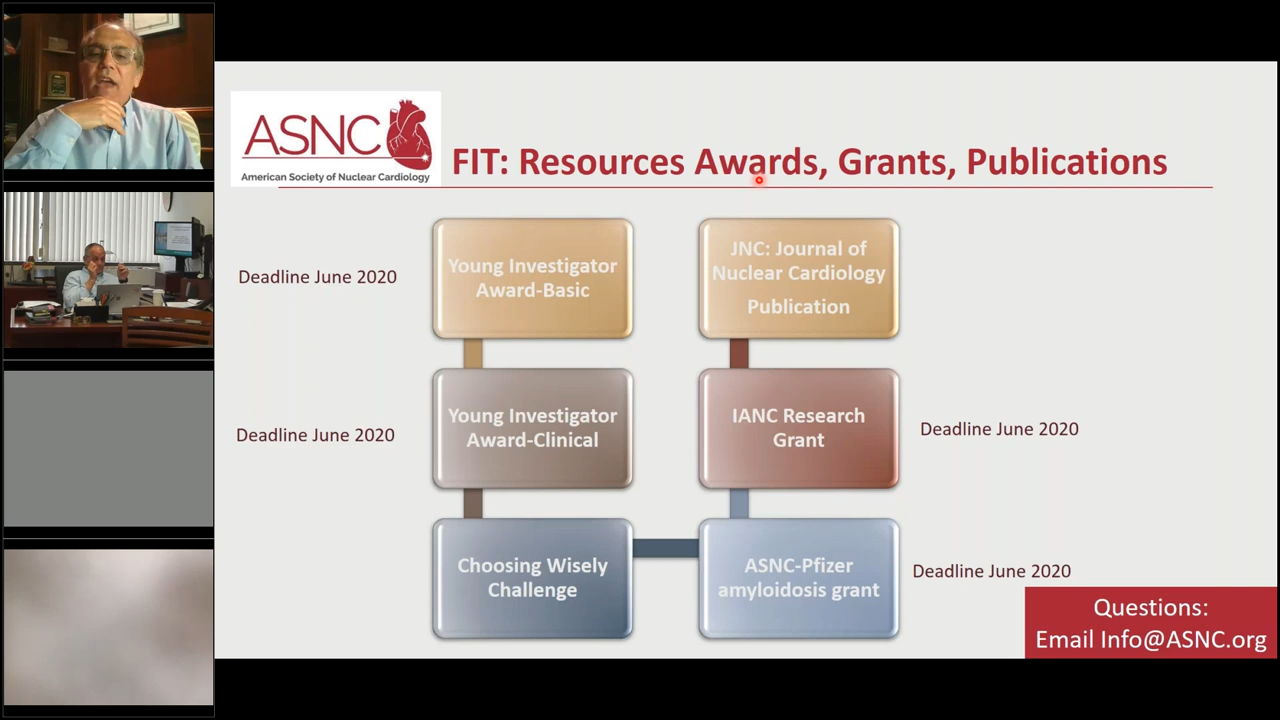 ASNC
American Society of Nuclear Cardiology
FIT: Resources Awards, Grants, Publications
Deadline June 2020
Young Investigator
Award-Basic
JNC: Journal of
Nuclear Cardiology
Publication
Deadline June 2020
Young Investigator
Award-Clinical
IANC Research
Grant
Deadline June 2020
Choosing Wisely
Challenge
ASNC-Pfizer
amyloidosis grant
Deadline June 2020
Questions:
Email Info@ASNC.org